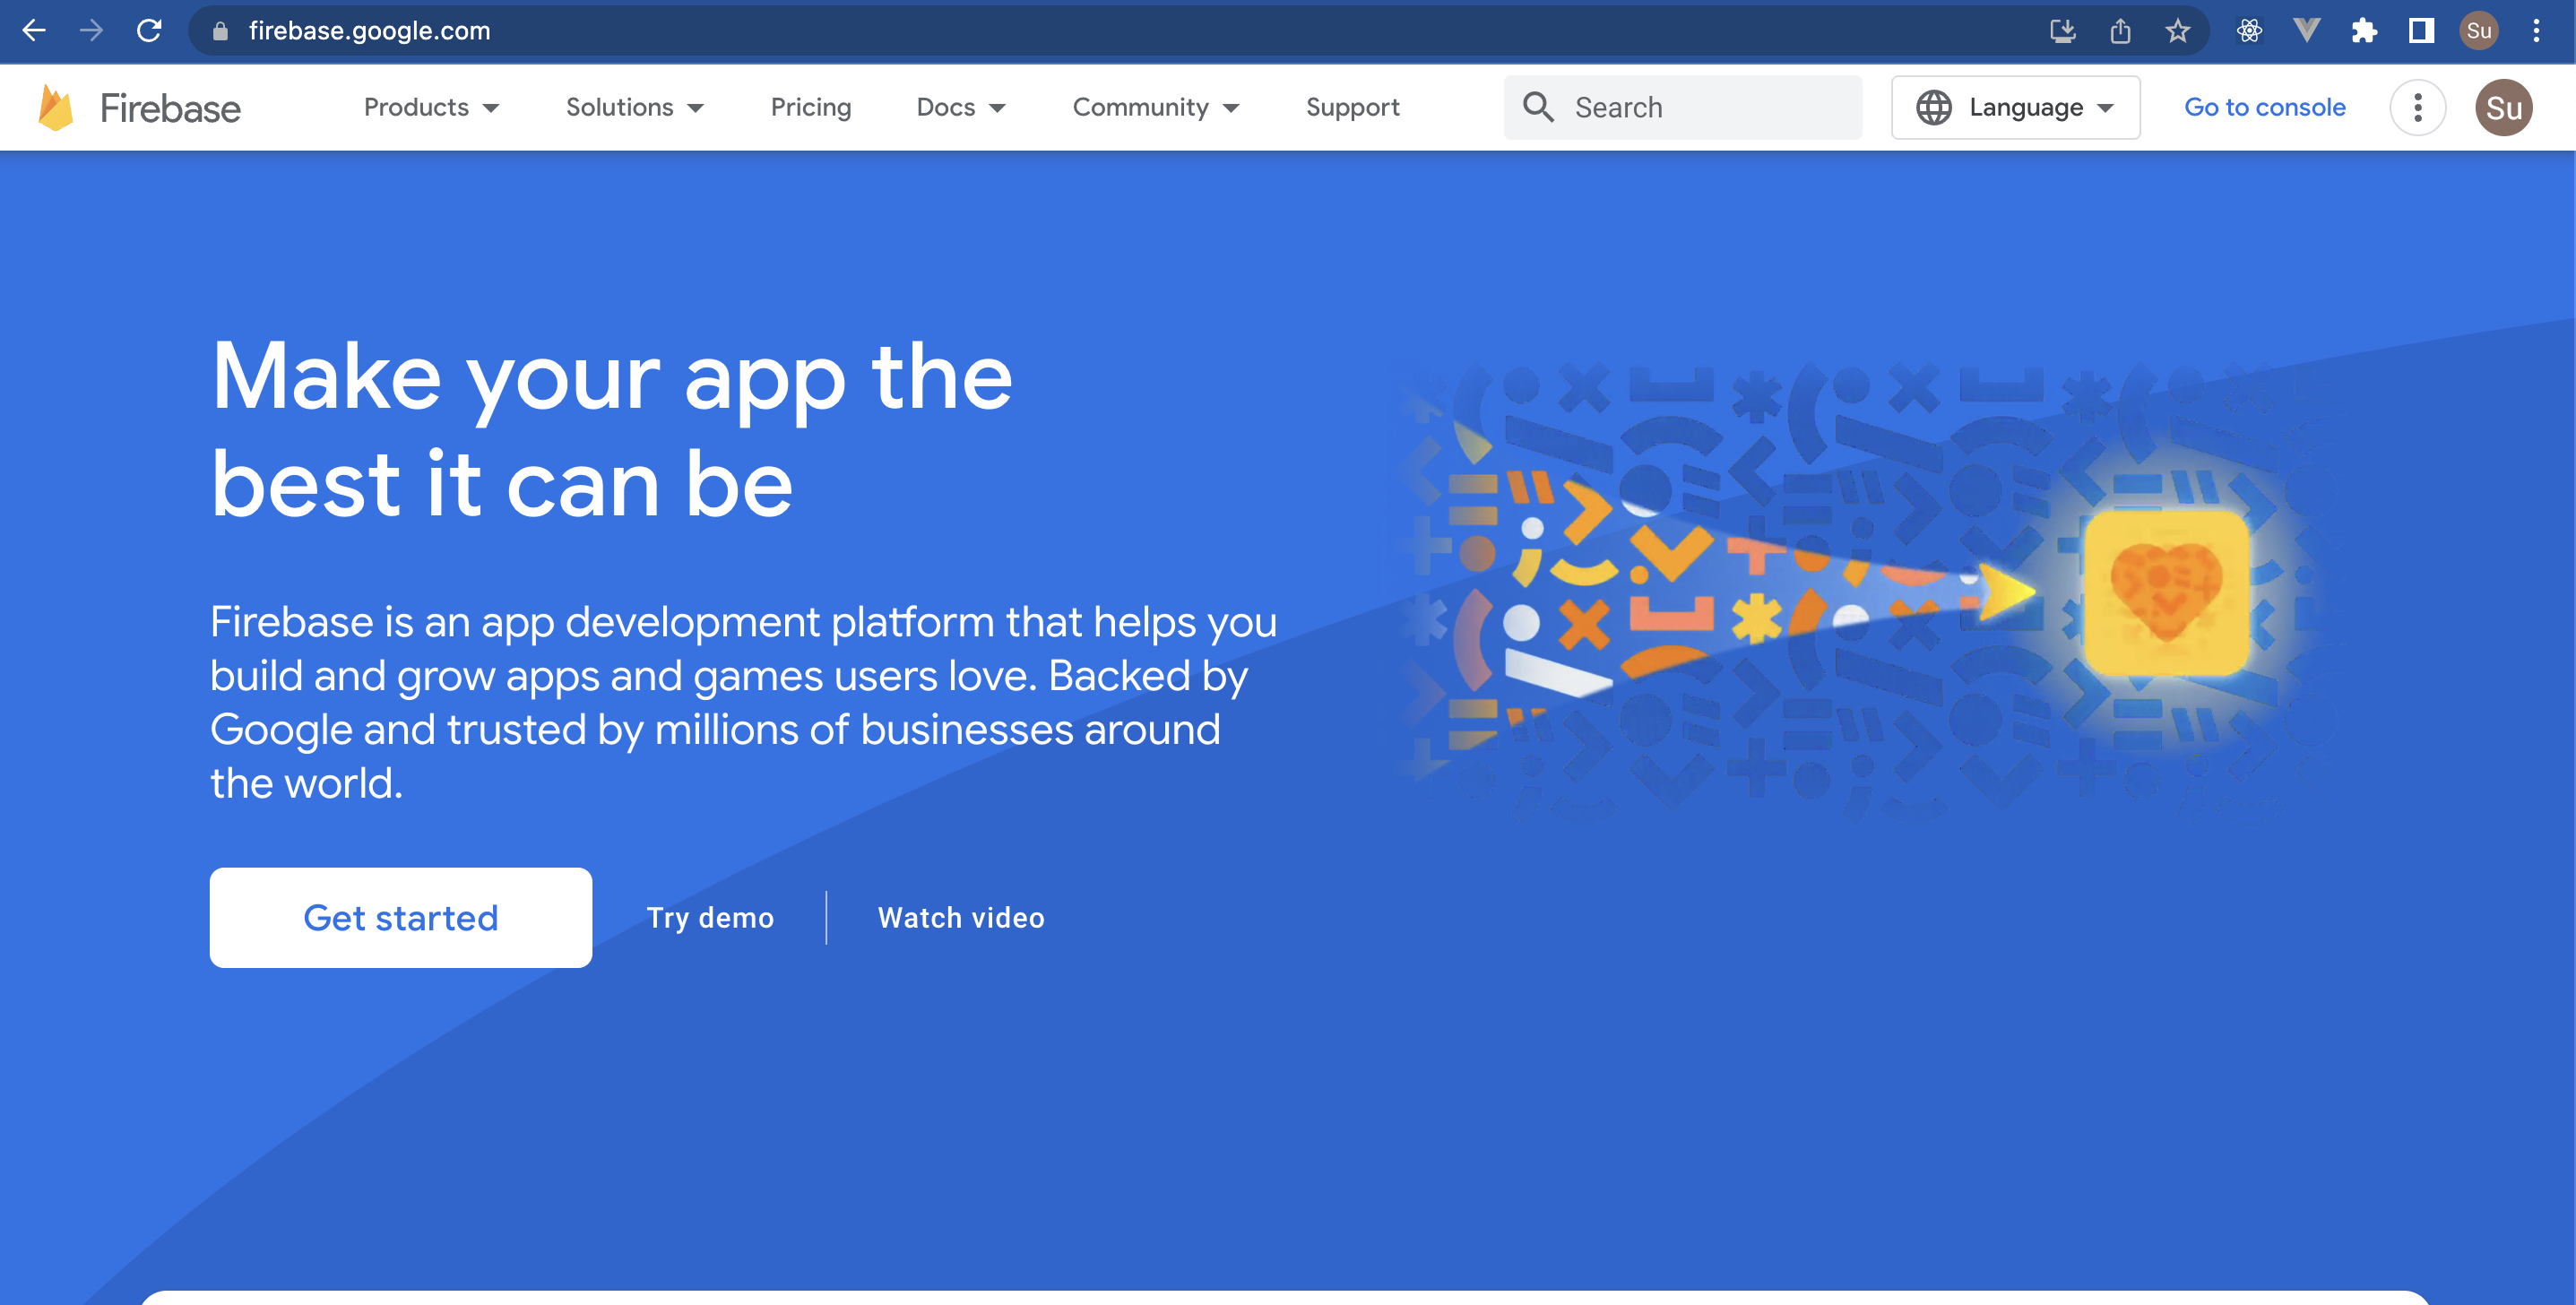 firebase.google.com
Su
Firebase
Products
Solutions
Pricing
Docs
Community
Support
Search
Language
Go to console
Su
Make your app the
best it can be
Firebase is an app development platform that helps you
build and grow apps and games users love. Backed by
Google and trusted by millions of businesses around
the world.
Get started
Try demo
Watch video